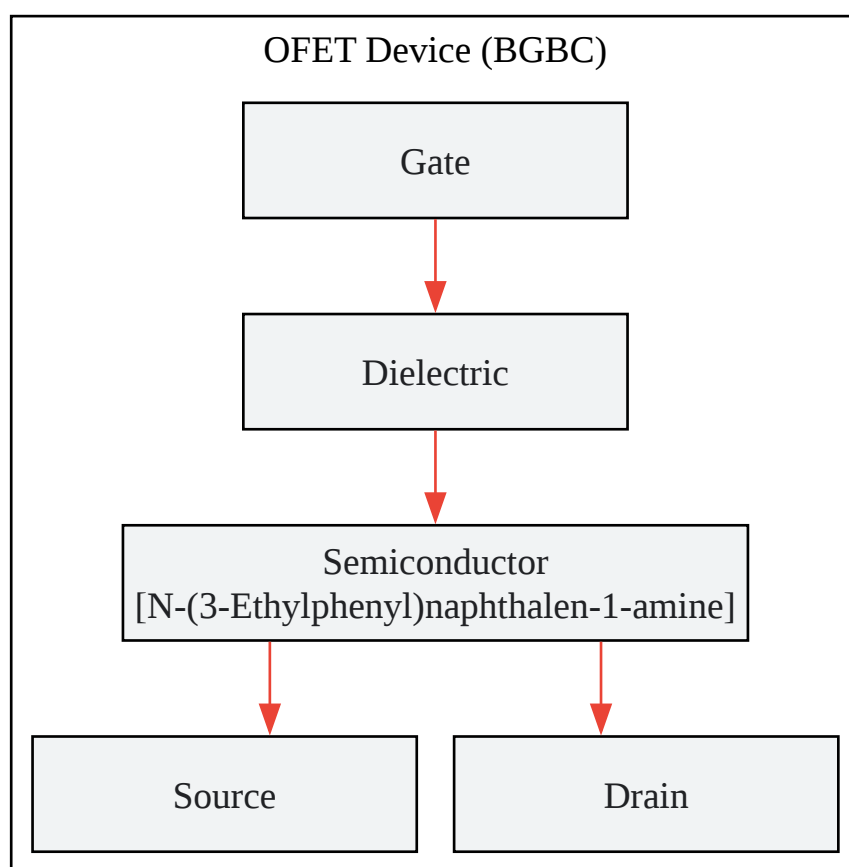 OFET Device (BGBC)
Gate
Dielectric
Semiconductor
[N-(3-Ethylphenyl)naphthalen-1-amine]
Source
Drain